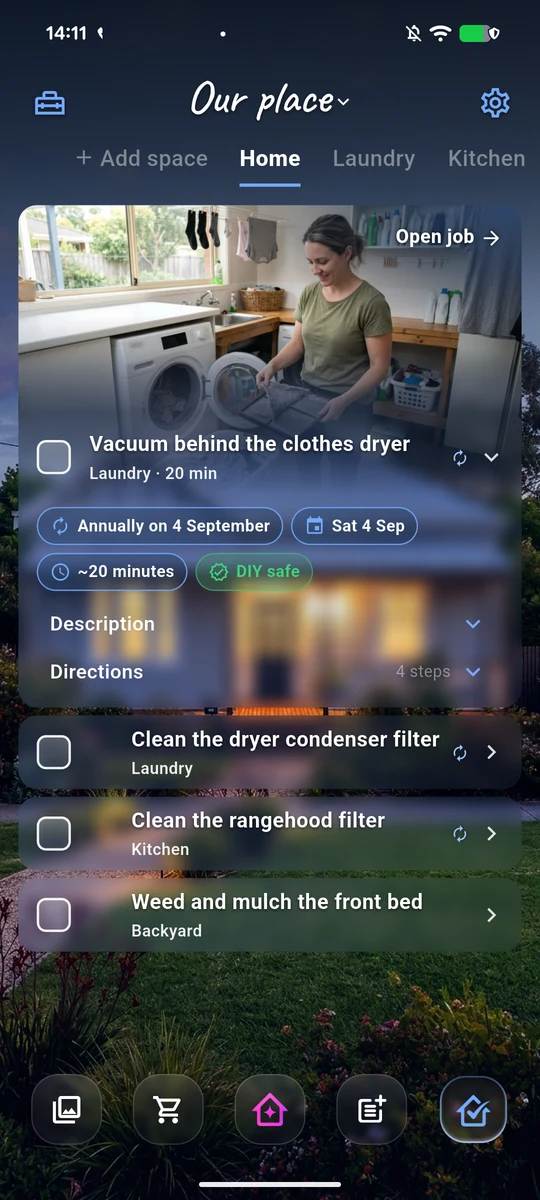 14:11
Our place
+ Add space Home Laundry Kitchen
Open job →
Vacuum behind the clothes dryer
Laundry · 20 min
Annually on 4 September
Sat 4 Sep
~20 minutes
DIY safe
Description
Directions 4 steps
Clean the dryer condenser filter
Laundry
Clean the rangehood filter
Kitchen
Weed and mulch the front bed
Backyard